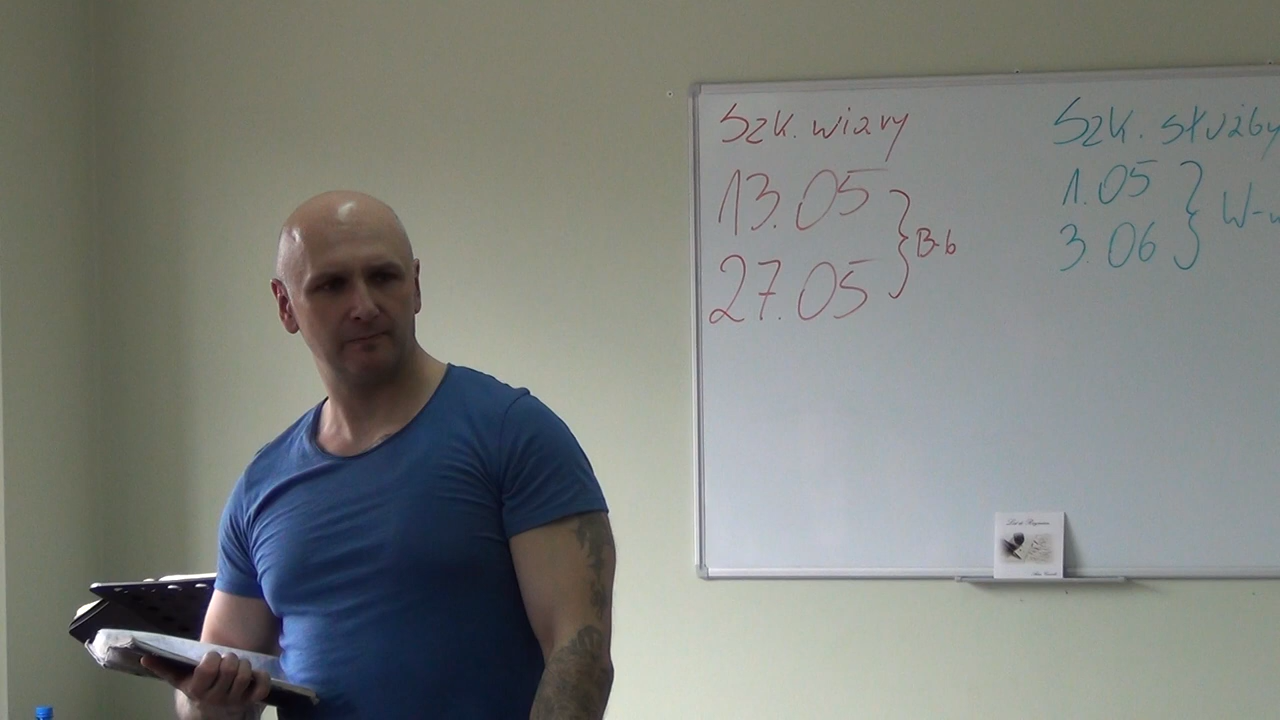 Szk. wiary
13.05
27.05
B-b
Szk. służby
1.05
3.06
W-